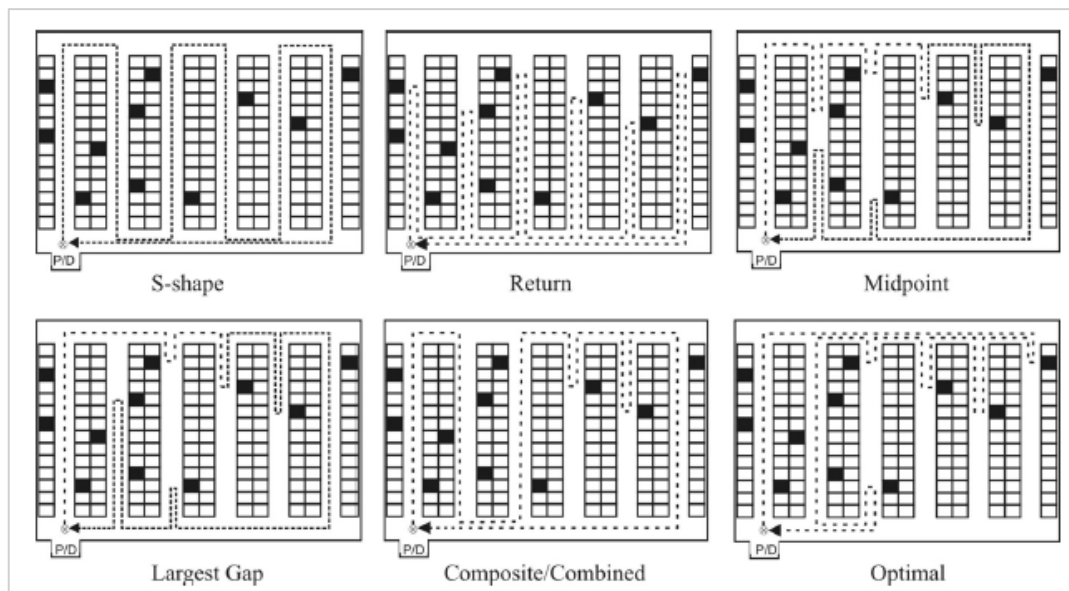 P/D
P/D
P/D
S-shape
Return
Midpoint
P/D
P/D
P/D
Largest Gap
Composite/Combined
Optimal